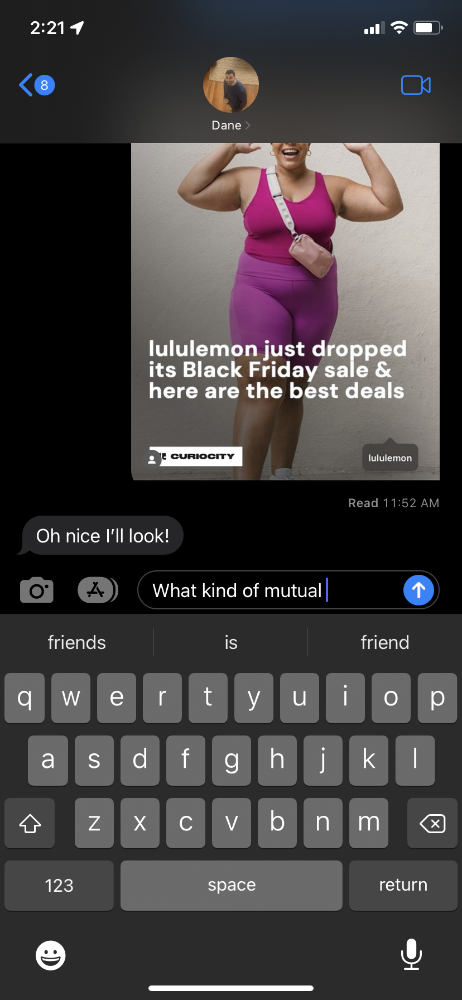 2:21
8
Dane
lululemon just dropped
its Black Friday sale &
here are the best deals
CURIOCITY
lululemon
Read 11:52 AM
Oh nice I'll look!
What kind of mutual
friends is friend
q w e r t y u i o p
a s d f g h j k l
z x c v b n m
123 space return